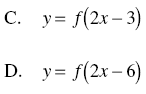 C. y = f(2x − 3)
D. y = f(2x − 6)